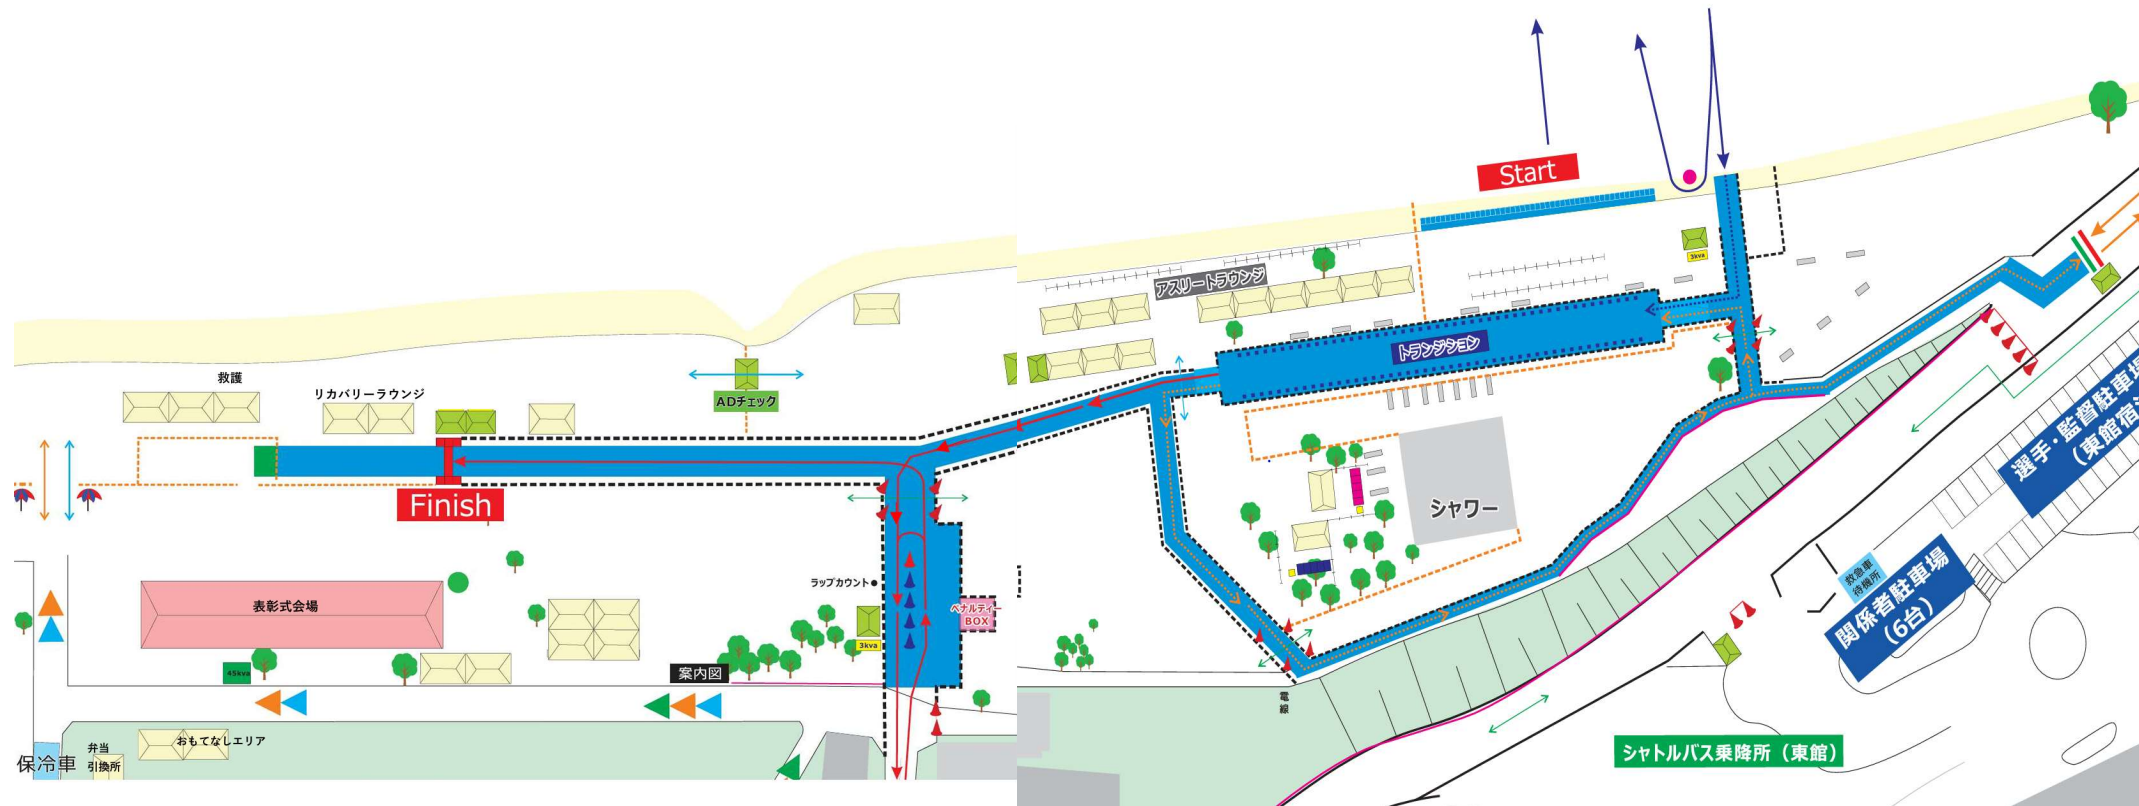 Start
3kva
アスリートラウンジ
トランジション
救護
リカバリーラウンジ
ADチェック
Finish
シャワー
選手・監督駐車場
（東館宿
救急車
待機所
関係者駐車場
（6台）
ラップカウント
ペナルティー
BOX
表彰式会場
3kva
45kva
案内図
電線
おもてなしエリア
弁当
引換所
保冷車
シャトルバス乗降所（東館）